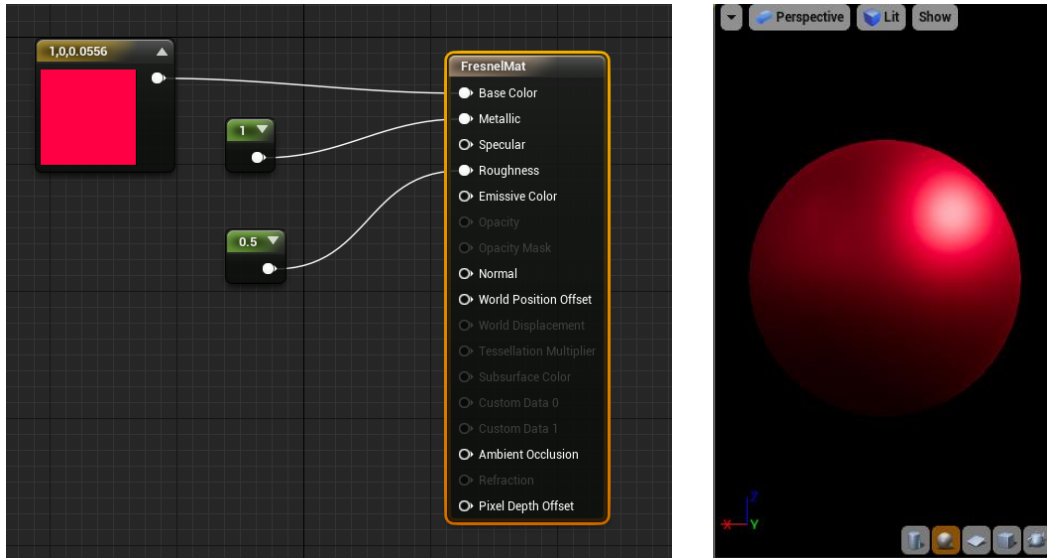 1,0,0.0556
1
0.5
FresnelMat
Base Color
Metallic
Specular
Roughness
Emissive Color
Opacity
Opacity Mask
Normal
World Position Offset
World Displacement
Tessellation Multiplier
Subsurface Color
Custom Data 0
Custom Data 1
Ambient Occlusion
Refraction
Pixel Depth Offset
Perspective Lit Show
Z
X Y